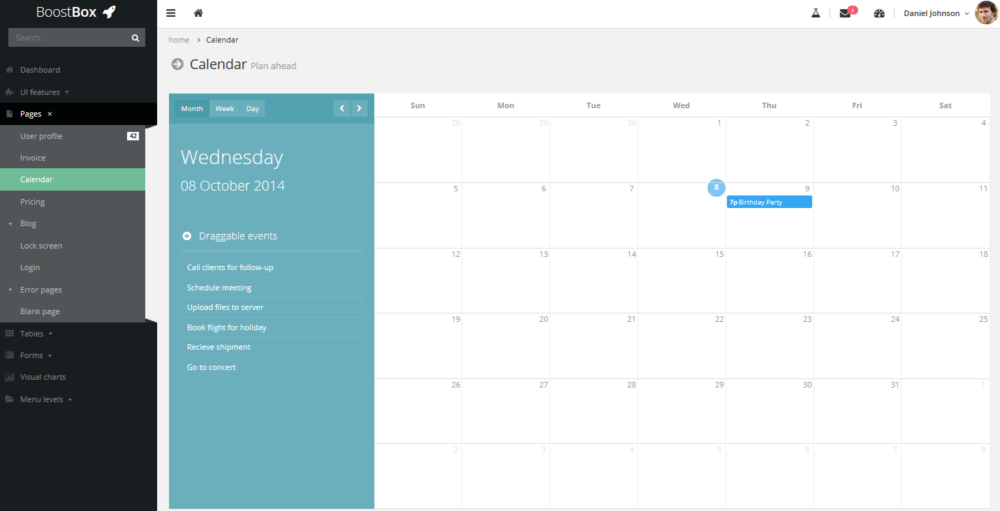 BoostBox
2
Daniel Johnson
Search...
home > Calendar
Calendar Plan ahead
Dashboard
UI features +
Pages ×
User profile 42
Invoice
Calendar
Pricing
+ Blog
Lock screen
Login
+ Error pages
Blank page
Tables +
Forms +
Visual charts
Menu levels +
Month Week Day
Wednesday
08 October 2014
Draggable events
Call clients for follow-up
Schedule meeting
Upload files to server
Book flight for holiday
Recieve shipment
Go to concert
Sun Mon Tue Wed Thu Fri Sat
28 29 30 1 2 3 4
5 6 7 8 9 10 11
7p Birthday Party
12 13 14 15 16 17 18
19 20 21 22 23 24 25
26 27 28 29 30 31 1
2 3 4 5 6 7 8